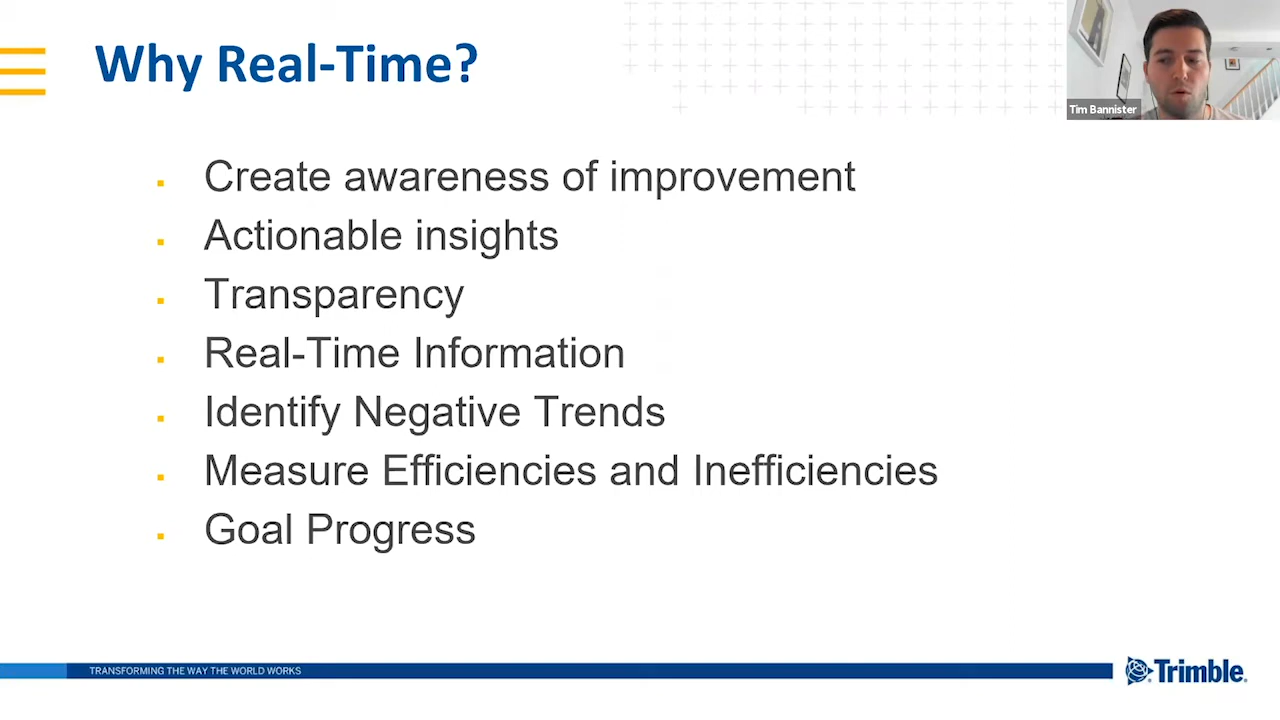 Why Real-Time?
Tim Bannister
Create awareness of improvement
Actionable insights
Transparency
Real-Time Information
Identify Negative Trends
Measure Efficiencies and Inefficiencies
Goal Progress
TRANSFORMING THE WAY THE WORLD WORKS
Trimble